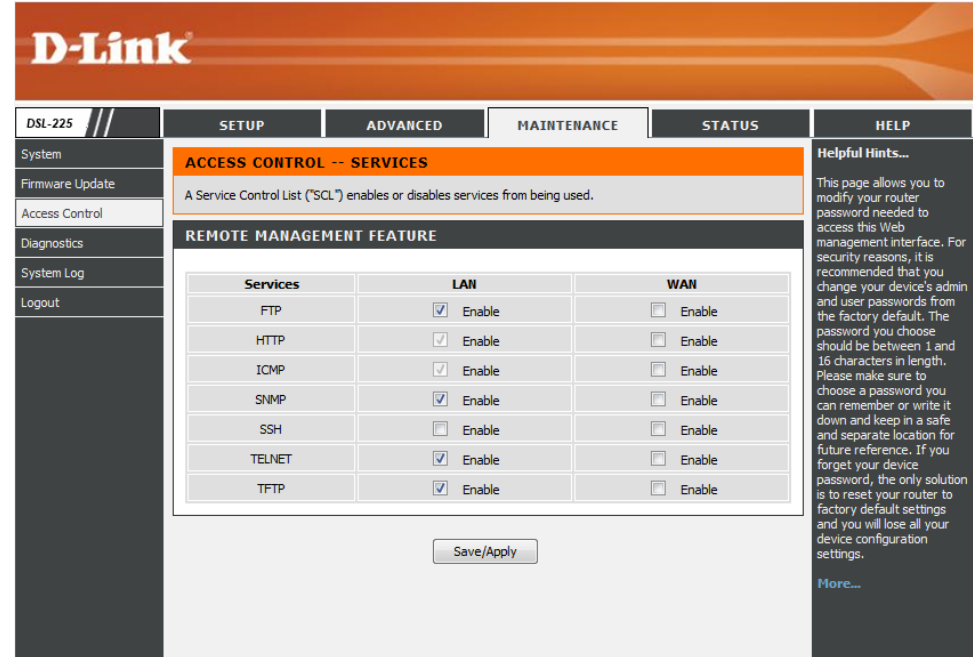 D-Link
DSL-225
SETUP
ADVANCED
MAINTENANCE
STATUS
HELP
System
Firmware Update
Access Control
Diagnostics
System Log
Logout
ACCESS CONTROL -- SERVICES
A Service Control List ("SCL") enables or disables services from being used.
REMOTE MANAGEMENT FEATURE
Services LAN WAN
FTP Enable Enable
HTTP Enable Enable
ICMP Enable Enable
SNMP Enable Enable
SSH Enable Enable
TELNET Enable Enable
TFTP Enable Enable
Save/Apply
Helpful Hints...
This page allows you to
modify your router
password needed to
access this Web
management interface. For
security reasons, it is
recommended that you
change your device's admin
and user passwords from
the factory default. The
password you choose
should be between 1 and
16 characters in length.
Please make sure to
choose a password you
can remember or write it
down and keep in a safe
and separate location for
future reference. If you
forget your device
password, the only solution
is to reset your router to
factory default settings
and you will lose all your
device configuration
settings.
More...